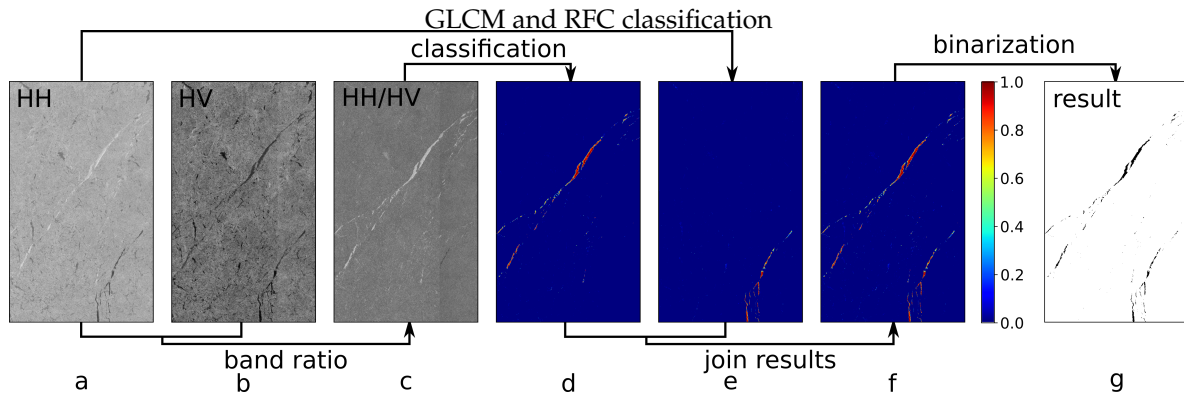 GLCM and RFC classification
classification
binarization
HH
HV
HH/HV
result
1.0
0.8
0.6
0.4
0.2
0.0
band ratio
join results
a
b
c
d
e
f
g